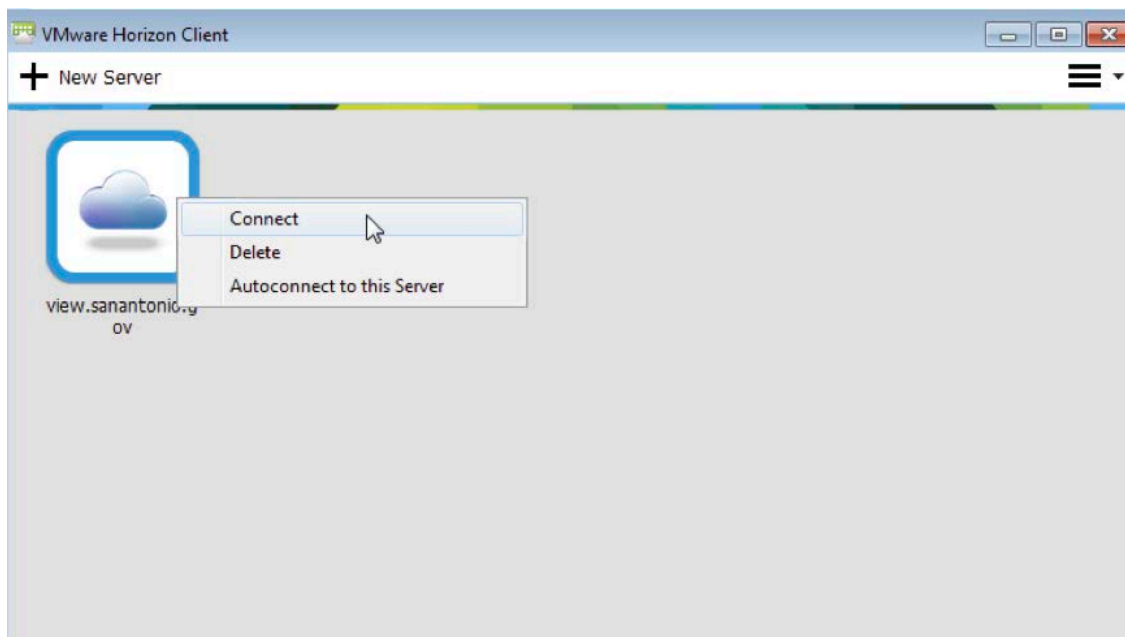 VMware Horizon Client
New Server
Connect
Delete
Autoconnect to this Server
view.sanantonio.g
ov